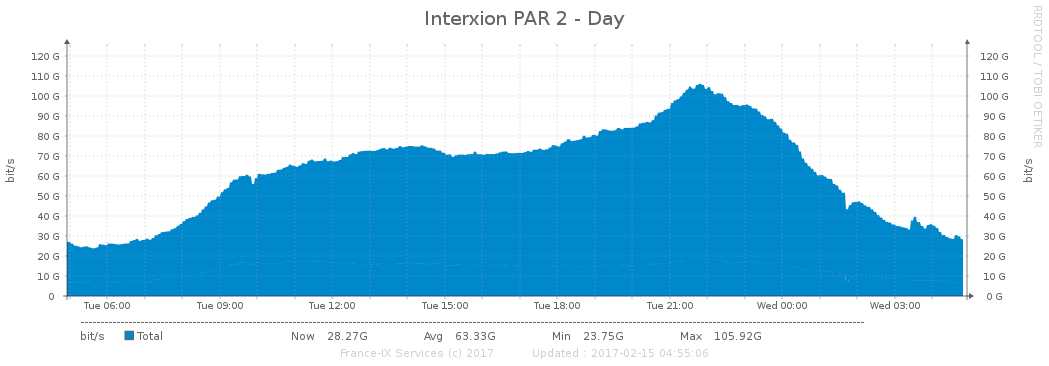 Interxion PAR 2 - Day
RRDTOOL / TOBI OETIKER
bit/s
120 G
110 G
100 G
90 G
80 G
70 G
60 G
50 G
40 G
30 G
20 G
10 G
0
120 G
110 G
100 G
90 G
80 G
70 G
60 G
50 G
40 G
30 G
20 G
10 G
0 G
bit/s
Tue 06:00 Tue 09:00 Tue 12:00 Tue 15:00 Tue 18:00 Tue 21:00 Wed 00:00 Wed 03:00
bit/s Total Now 28.27G Avg 63.33G Min 23.75G Max 105.92G
France-IX Services (c) 2017 Updated : 2017-02-15 04:55:06